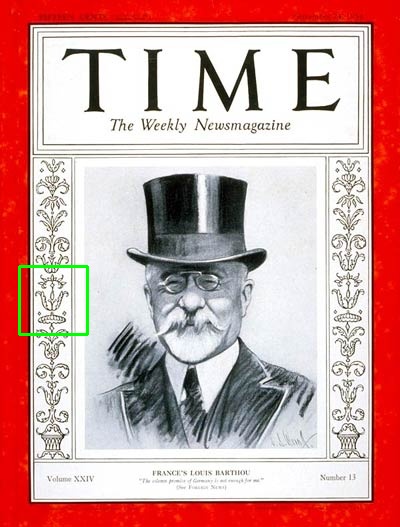 TIME
The Weekly Newsmagazine
Volume XXIV
FRANCE'S LOUIS BARTHOU
Number 13
"The silence promise of Germany is not enough for me."
(See FOREIGN NEWS)